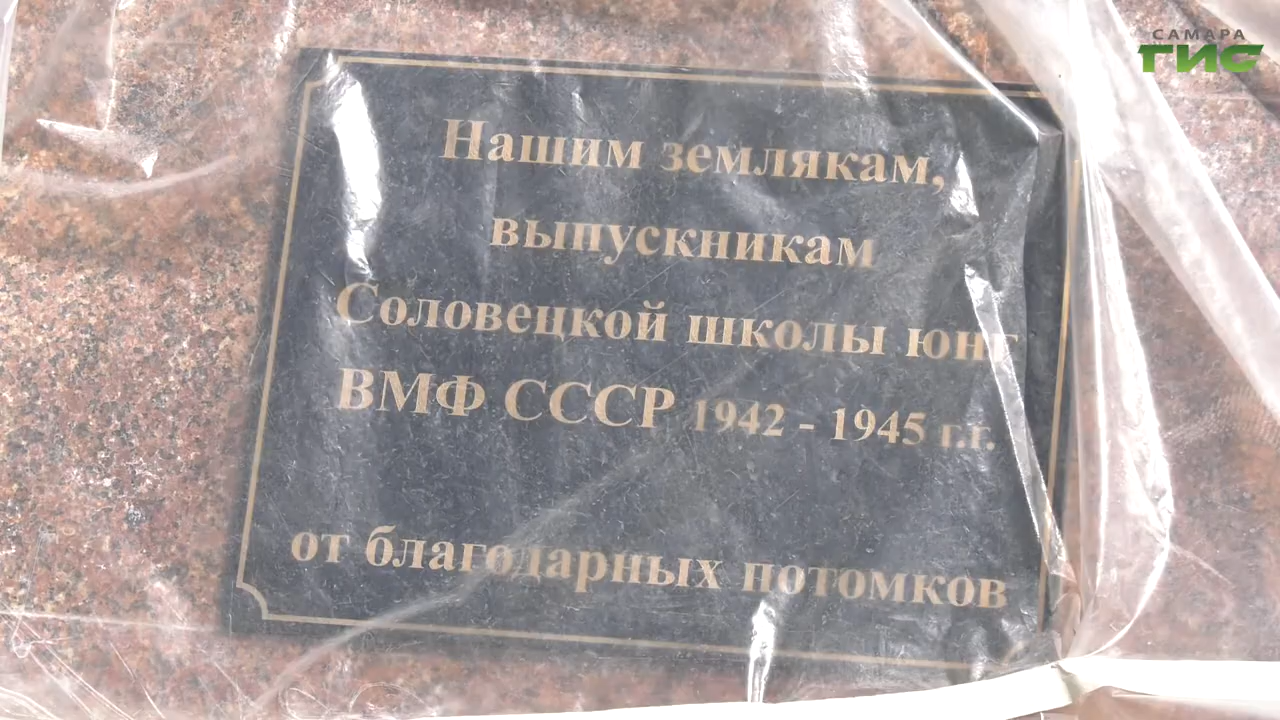 САМАРА
ГИС
Нашим землякам,
выпускникам
Соловецкой школы юнг
ВМФ СССР 1942 - 1945 г.г.
от благодарных потомков